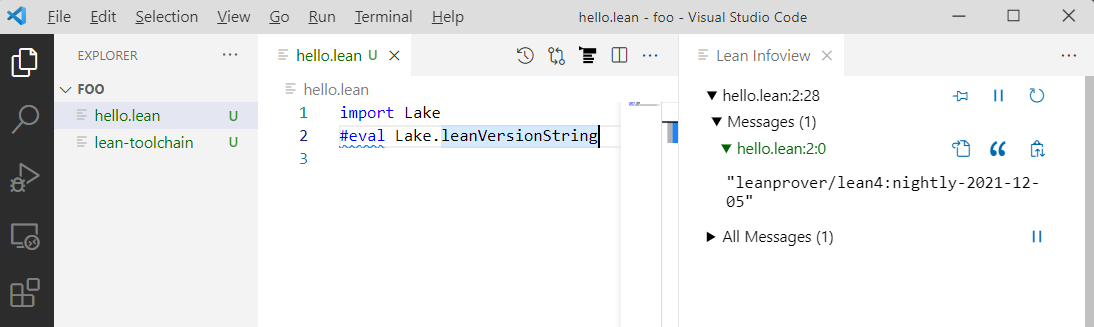 File Edit Selection View Go Run Terminal Help
hello.lean - foo - Visual Studio Code
EXPLORER
FOO
hello.lean U
lean-toolchain U
hello.lean U
hello.lean
1 import Lake
2 #eval Lake.leanVersionString
3
Lean Infoview
hello.lean:2:28
Messages (1)
hello.lean:2:0
"leanprover/lean4:nightly-2021-12-
05"
All Messages (1)